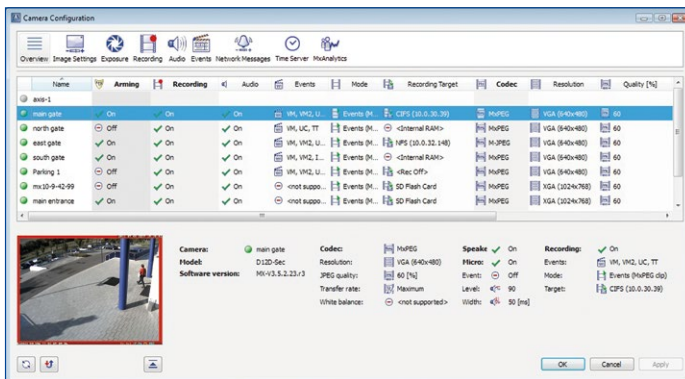 Camera Configuration
Overview Image Settings Exposure Recording Audio Events Network Messages Time Server MxAnalytics
Name Arming Recording Audio Events Mode Recording Target Codec Resolution Quality [%]
axis-1
main gate On On On VM, VM2, U... Events (M... CIFS (10.0.30.39) MxPEG VGA (640x480) 60
north gate Off On On VM, UC, TT Events (M... <Internal RAM> MxPEG VGA (640x480) 60
east gate On On On VM, VM2, U... Events (M... NFS (10.0.32.148) M-JPEG VGA (640x480) 60
south gate Off On On VM, VM2, I... Events (M... <Internal RAM> MxPEG VGA (640x480) 60
Parking 1 Off On On VM, VM2, U... Events (M... <Rec Off> MxPEG VGA (640x480) 60
mx10-9-42-99 Off On On <not suppo... Events (M... SD Flash Card MxPEG XGA (1024x768) 60
main entrance On On On <not suppo... Events (M... SD Flash Card MxPEG XGA (1024x768) 60
Camera: main gate Codec: MxPEG Speake On Recording: On
Model: D12D-Sec Resolution: VGA (640x480) Micro: On Events: VM, VM2, UC, TT
Software version: MX-V3.5.2.23.r3 JPEG quality: 60 [%] Event: Off Mode: Events (MxPEG clip)
Transfer rate: Maximum Level: 90 Target: CIFS (10.0.30.39)
White balance: <not supported> Width: 50 [ms]
OK Cancel Apply